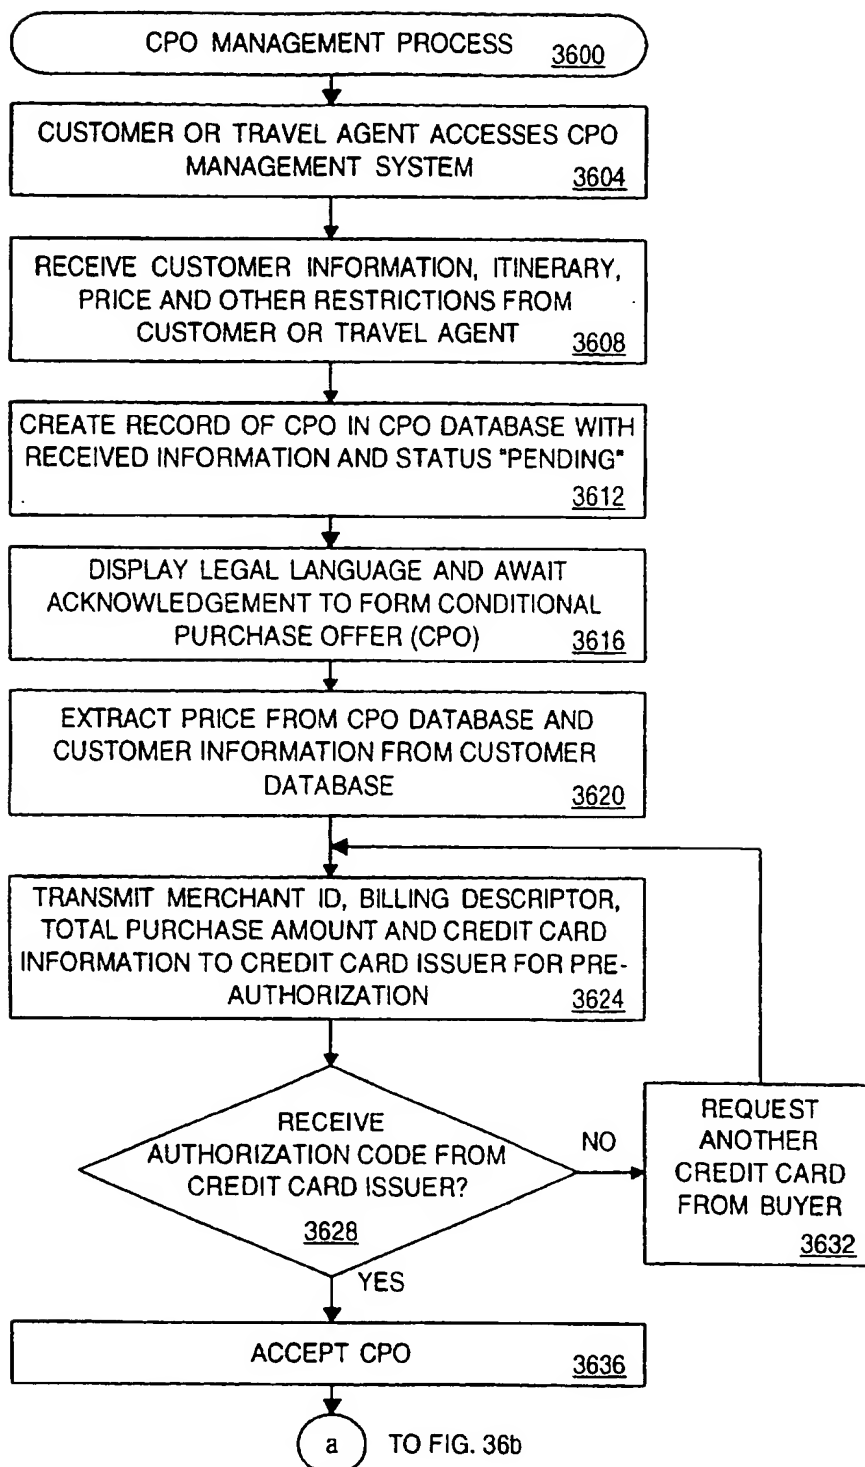 CPO MANAGEMENT PROCESS 3600
CUSTOMER OR TRAVEL AGENT ACCESSES CPO
MANAGEMENT SYSTEM 3604
RECEIVE CUSTOMER INFORMATION, ITINERARY,
PRICE AND OTHER RESTRICTIONS FROM
CUSTOMER OR TRAVEL AGENT 3608
CREATE RECORD OF CPO IN CPO DATABASE WITH
RECEIVED INFORMATION AND STATUS "PENDING"
3612
DISPLAY LEGAL LANGUAGE AND AWAIT
ACKNOWLEDGEMENT TO FORM CONDITIONAL
PURCHASE OFFER (CPO) 3616
EXTRACT PRICE FROM CPO DATABASE AND
CUSTOMER INFORMATION FROM CUSTOMER
DATABASE 3620
TRANSMIT MERCHANT ID, BILLING DESCRIPTOR,
TOTAL PURCHASE AMOUNT AND CREDIT CARD
INFORMATION TO CREDIT CARD ISSUER FOR PRE-
AUTHORIZATION 3624
RECEIVE
AUTHORIZATION CODE FROM
CREDIT CARD ISSUER?
3628
NO
REQUEST
ANOTHER
CREDIT CARD
FROM BUYER
3632
YES
ACCEPT CPO 3636
a TO FIG. 36b